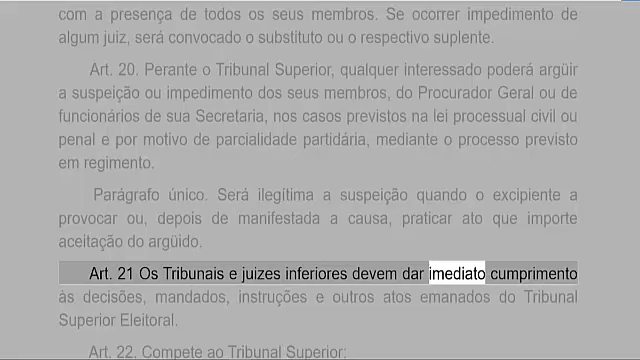 com a presença de todos os seus membros. Se ocorrer impedimento de
algum juiz, será convocado o substituto ou o respectivo suplente.
Art. 20. Perante o Tribunal Superior, qualquer interessado poderá argüir
a suspeição ou impedimento dos seus membros, do Procurador Geral ou de
funcionários de sua Secretaria, nos casos previstos na lei processual civil ou
penal e por motivo de parcialidade partidária, mediante o processo previsto
em regimento.
Parágrafo único. Será ilegítima a suspeição quando o excipiente a
provocar ou, depois de manifestada a causa, praticar ato que importe
aceitação do argüido.
Art. 21 Os Tribunais e juizes inferiores devem dar imediato cumprimento
às decisões, mandados, instruções e outros atos emanados do Tribunal
Superior Eleitoral.
Art. 22. Compete ao Tribunal Superior: